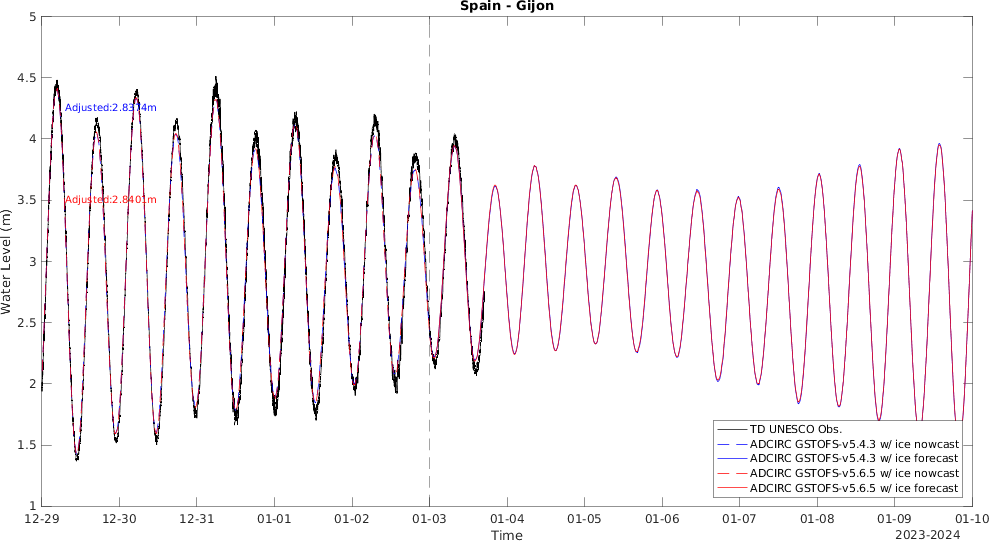 Spain - Gijon
5
4.5
4
3.5
3
2.5
2
1.5
1
Water Level (m)
Adjusted:2.8374m
Adjusted:2.8401m
TD UNESCO Obs.
ADCIRC GSTOFS-v5.4.3 w/ ice nowcast
ADCIRC GSTOFS-v5.4.3 w/ ice forecast
ADCIRC GSTOFS-v5.6.5 w/ ice nowcast
ADCIRC GSTOFS-v5.6.5 w/ ice forecast
12-29 12-30 12-31 01-01 01-02 01-03 01-04 01-05 01-06 01-07 01-08 01-09 01-10
Time
2023-2024